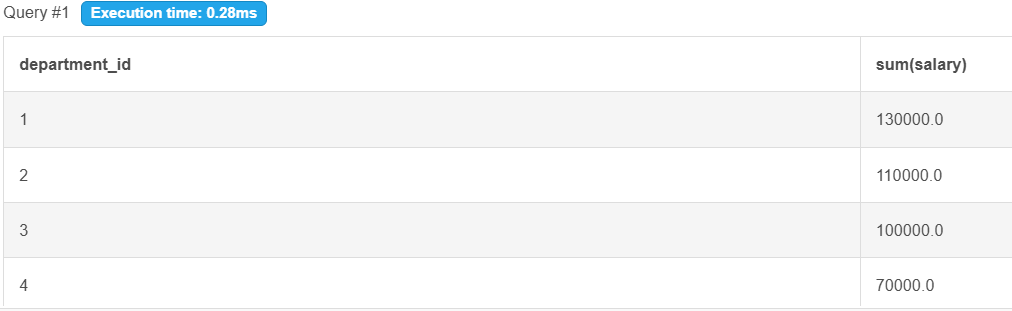 Query #1 Execution time: 0.28ms
department_id sum(salary)
1 130000.0
2 110000.0
3 100000.0
4 70000.0